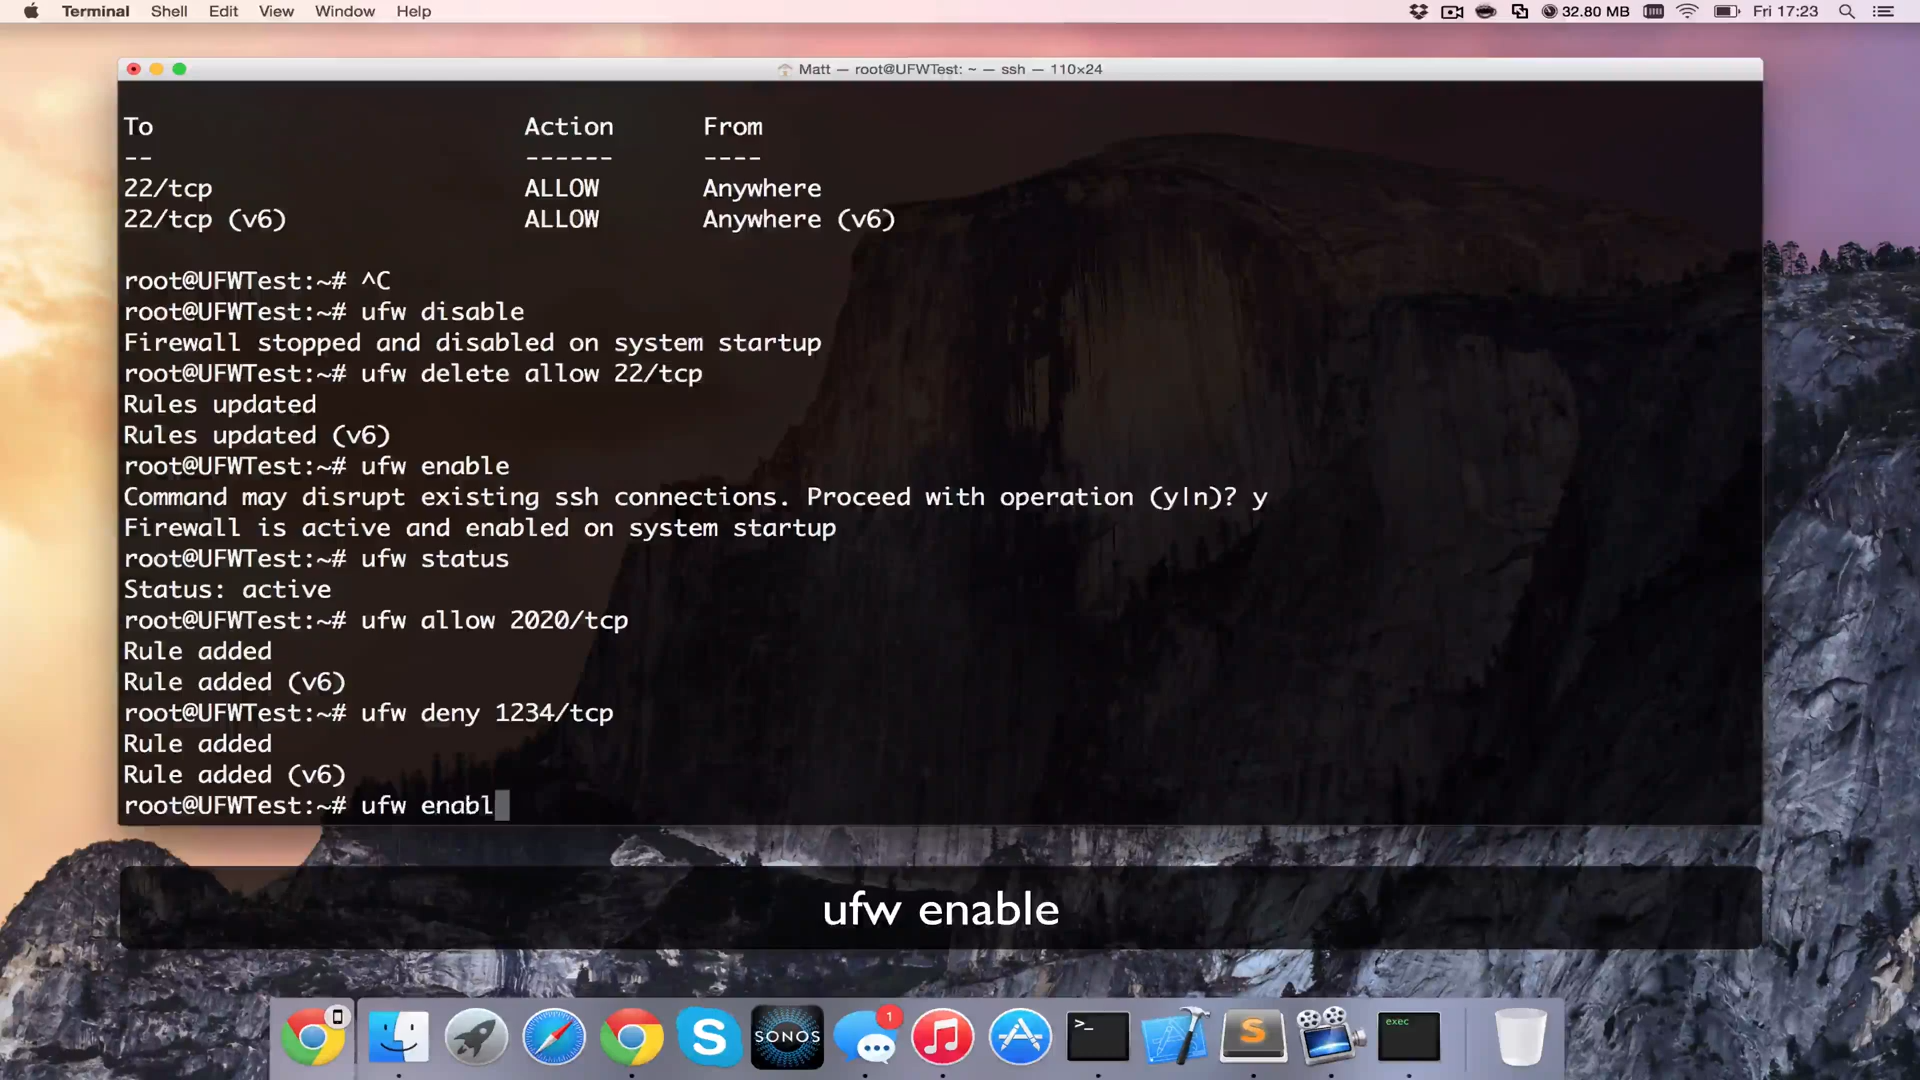 Terminal Shell Edit View Window Help 32.80 MB Fri 17:23
Matt — root@UFWTest: ~ — ssh — 110×24
To Action From
-- ------ ----
22/tcp ALLOW Anywhere
22/tcp (v6) ALLOW Anywhere (v6)
root@UFWTest:~# ^C
root@UFWTest:~# ufw disable
Firewall stopped and disabled on system startup
root@UFWTest:~# ufw delete allow 22/tcp
Rules updated
Rules updated (v6)
root@UFWTest:~# ufw enable
Command may disrupt existing ssh connections. Proceed with operation (y|n)? y
Firewall is active and enabled on system startup
root@UFWTest:~# ufw status
Status: active
root@UFWTest:~# ufw allow 2020/tcp
Rule added
Rule added (v6)
root@UFWTest:~# ufw deny 1234/tcp
Rule added
Rule added (v6)
root@UFWTest:~# ufw enabl
ufw enable
S SONOS 1 >_ S exec